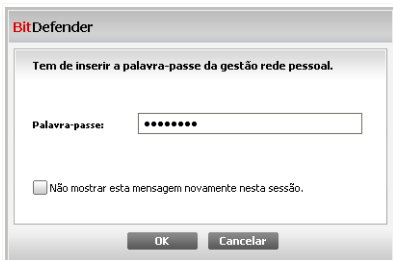 BitDefender
Tem de inserir a palavra-passe da gestão rede pessoal.
Palavra-passe: ••••••••
Não mostrar esta mensagem novamente nesta sessão.
OK Cancelar